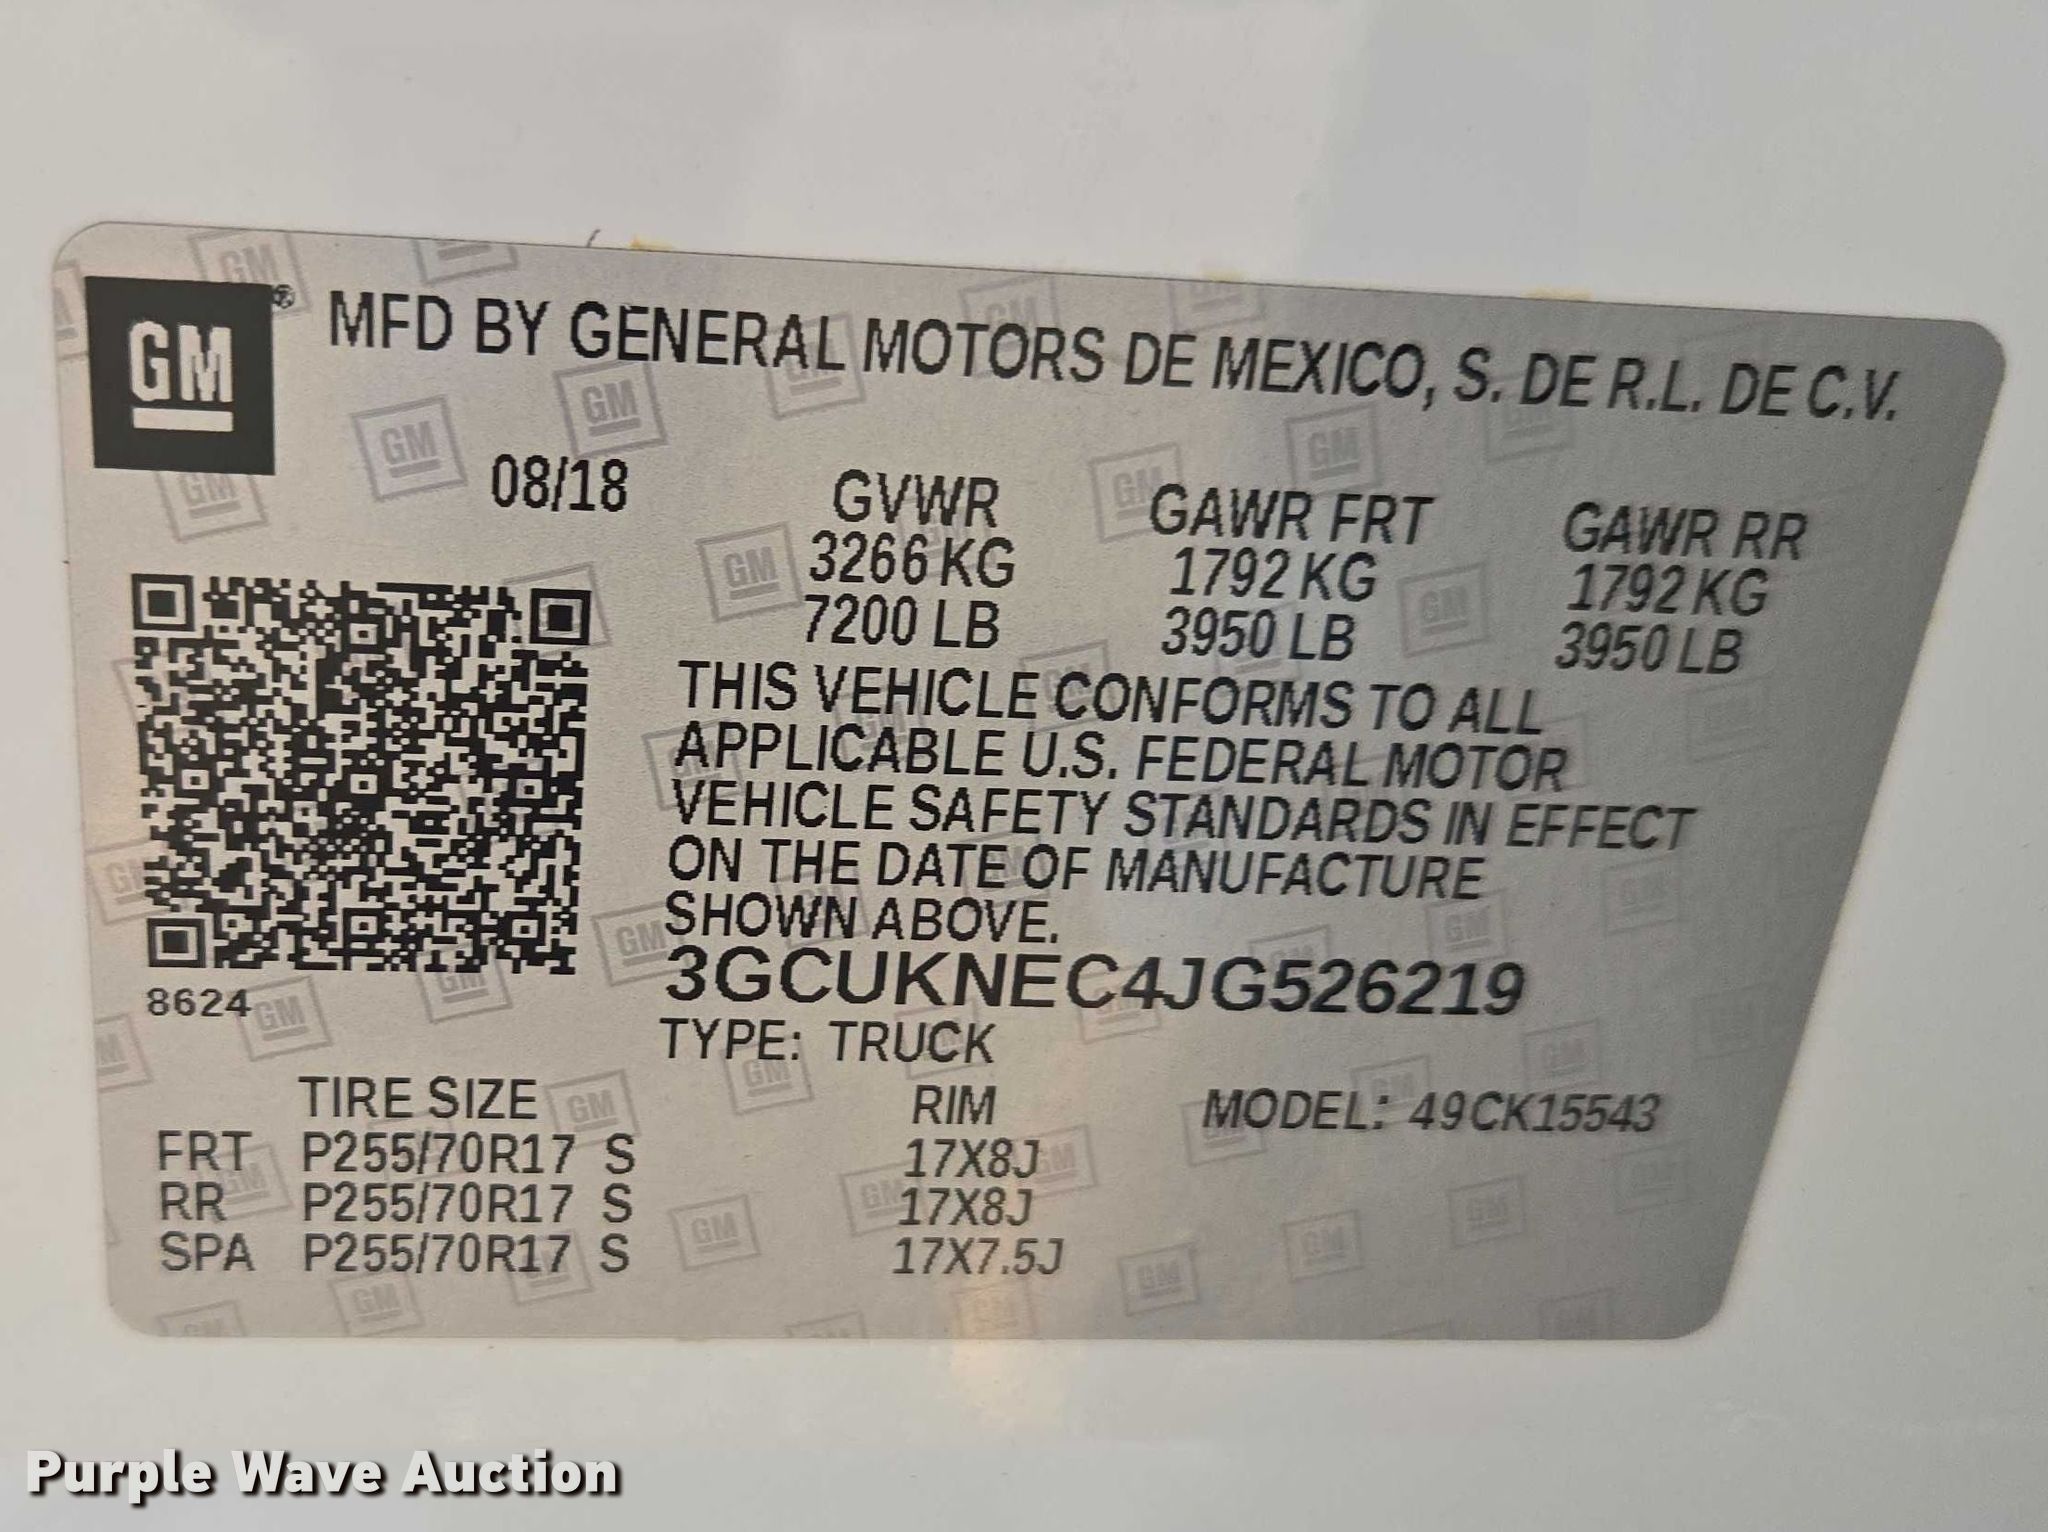 GM
MFD BY GENERAL MOTORS DE MEXICO, S. DE R.L. DE C.V.
08/18
GVWR GAWR FRT GAWR RR
3266 KG 1792 KG 1792 KG
7200 LB 3950 LB 3950 LB
THIS VEHICLE CONFORMS TO ALL
APPLICABLE U.S. FEDERAL MOTOR
VEHICLE SAFETY STANDARDS IN EFFECT
ON THE DATE OF MANUFACTURE
SHOWN ABOVE.
3GCUKNEC4JG526219
8624
TYPE: TRUCK
TIRE SIZE RIM MODEL: 49CK15543
FRT P255/70R17 S 17X8J
RR P255/70R17 S 17X8J
SPA P255/70R17 S 17X7.5J
Purple Wave Auction